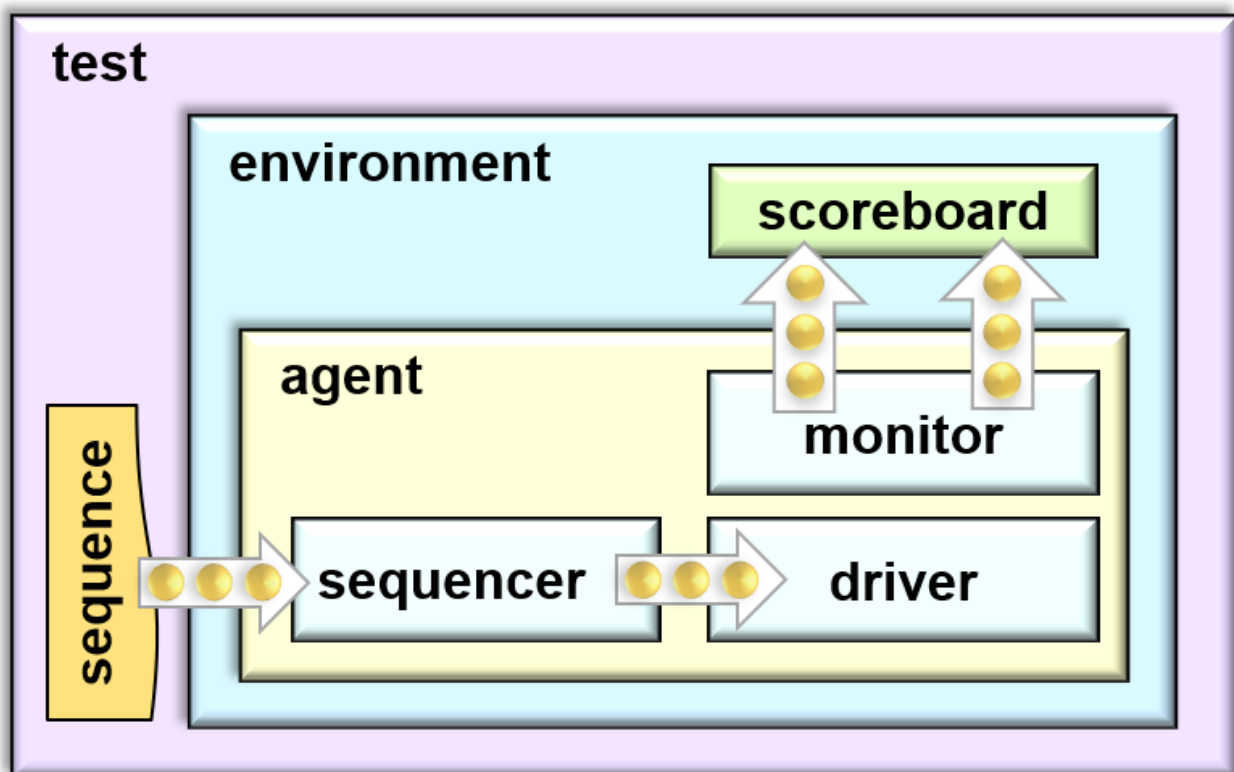 test
environment
scoreboard
agent
monitor
sequence
sequencer
driver